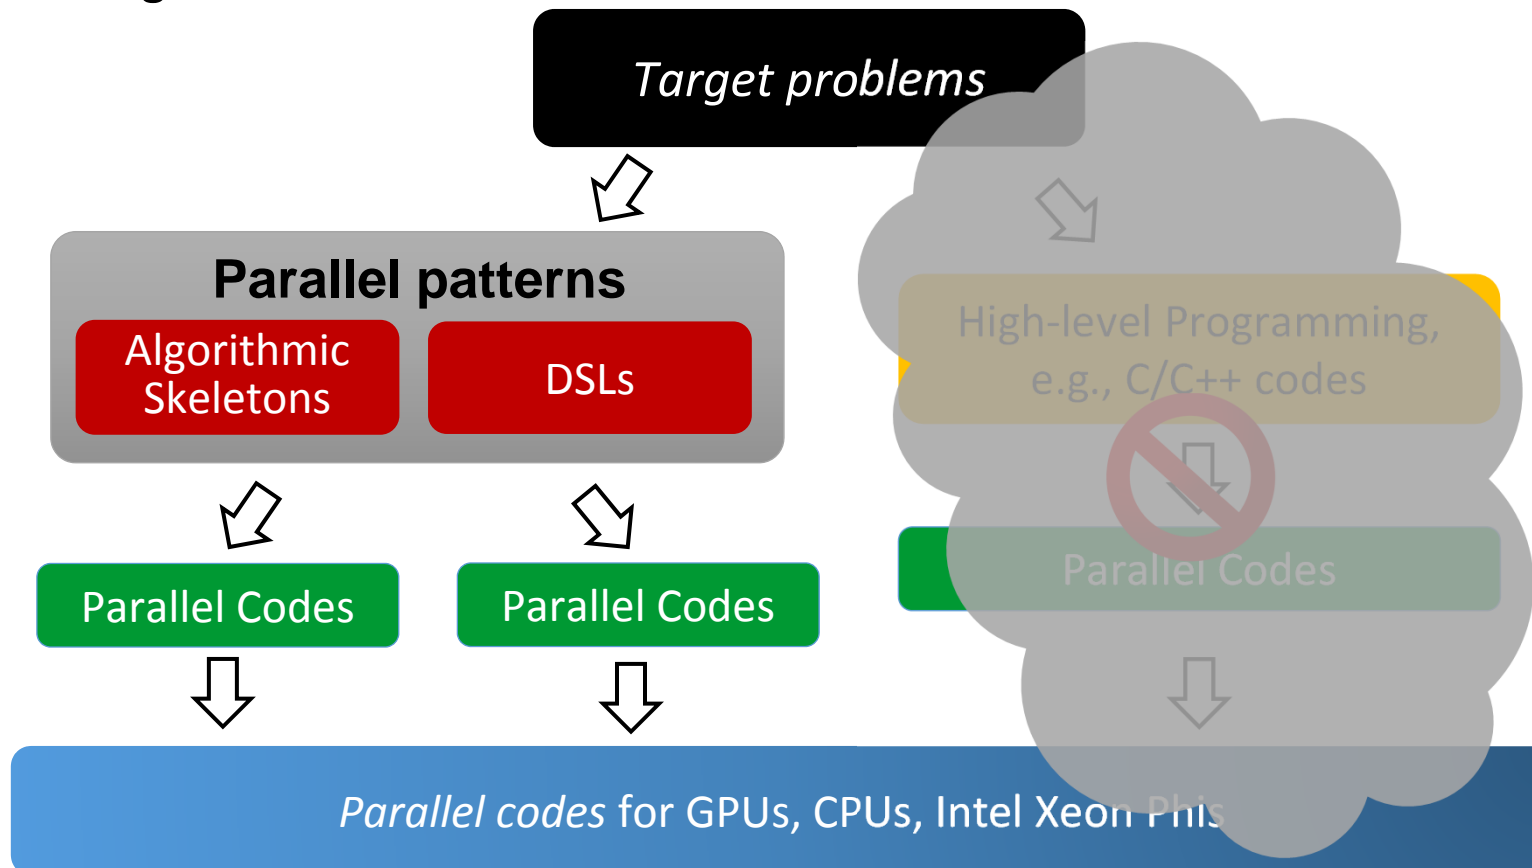 Target problems
Parallel patterns
Algorithmic
Skeletons
DSLs
High-level Programming,
e.g., C/C++ codes
Parallel Codes
Parallel Codes
Parallel Codes
Parallel codes for GPUs, CPUs, Intel Xeon Phis